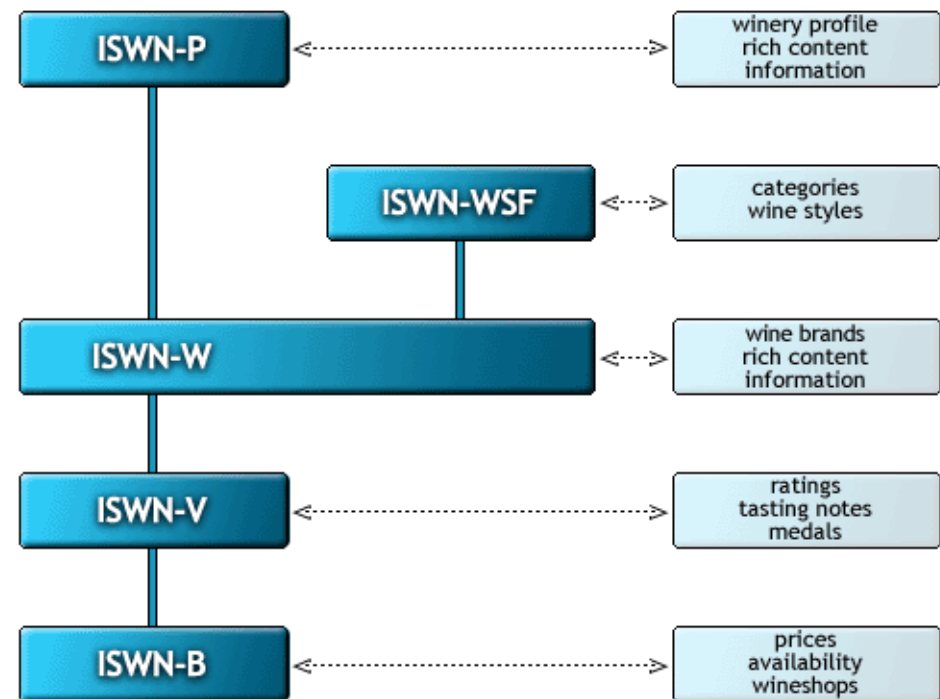 ISWN-P
winery profile
rich content
information
ISWN-WSF
categories
wine styles
ISWN-W
wine brands
rich content
information
ISWN-V
ratings
tasting notes
medals
ISWN-B
prices
availability
wineshops